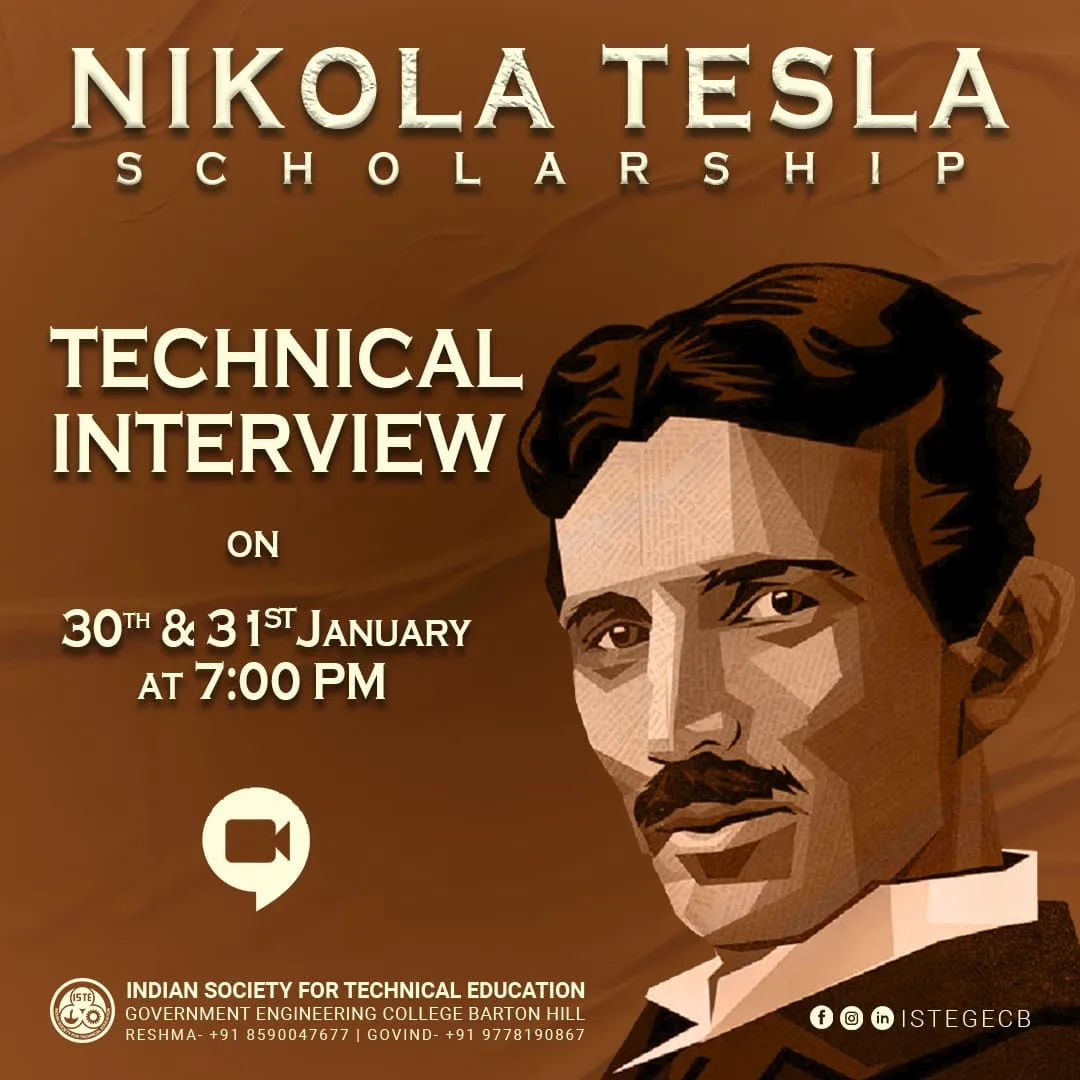 NIKOLA TESLA
SCHOLARSHIP
TECHNICAL
INTERVIEW
ON
30TH & 31ST JANUARY
AT 7:00 PM
ISTE
INDIAN SOCIETY FOR TECHNICAL EDUCATION
GOVERNMENT ENGINEERING COLLEGE BARTON HILL
RESHMA- +91 8590047677 | GOVIND- +91 9778190867
ISTEGECB